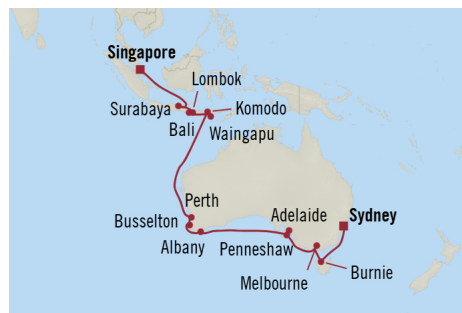 Singapore
Lombok
Surabaya
Komodo
Bali
Waingapu
Perth
Busselton
Adelaide
Sydney
Albany
Penneshaw
Melbourne
Burnie